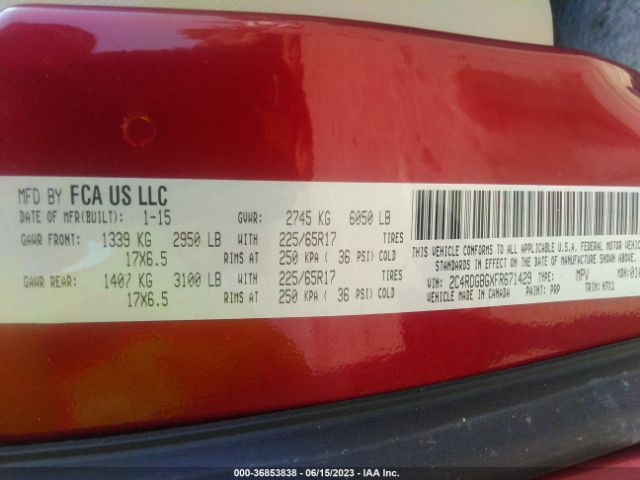 MFD BY FCA US LLC
DATE OF MFR(BUILT): 1-15 GVWR: 2745 KG 6050 LB
GAWR FRONT: 1339 KG 2950 LB WITH 225/65R17 TIRES
17X6.5 RIMS AT 250 KPA ( 36 PSI) COLD
GAWR REAR: 1407 KG 3100 LB WITH 225/65R17 TIRES
17X6.5 RIMS AT 250 KPA ( 36 PSI) COLD
THIS VEHICLE CONFORMS TO ALL APPLICABLE U.S.A. FEDERAL MOTOR VEHICLE
STANDARDS IN EFFECT ON THE DATE OF MANUFACTURE SHOWN ABOVE.
VIN: 2C4RDGBGXFR671429 TYPE: MPV MDH:
VEHICLE MADE IN CANADA PAINT: PRP TRIM:
000-36853838 - 06/15/2023 - IAA Inc.